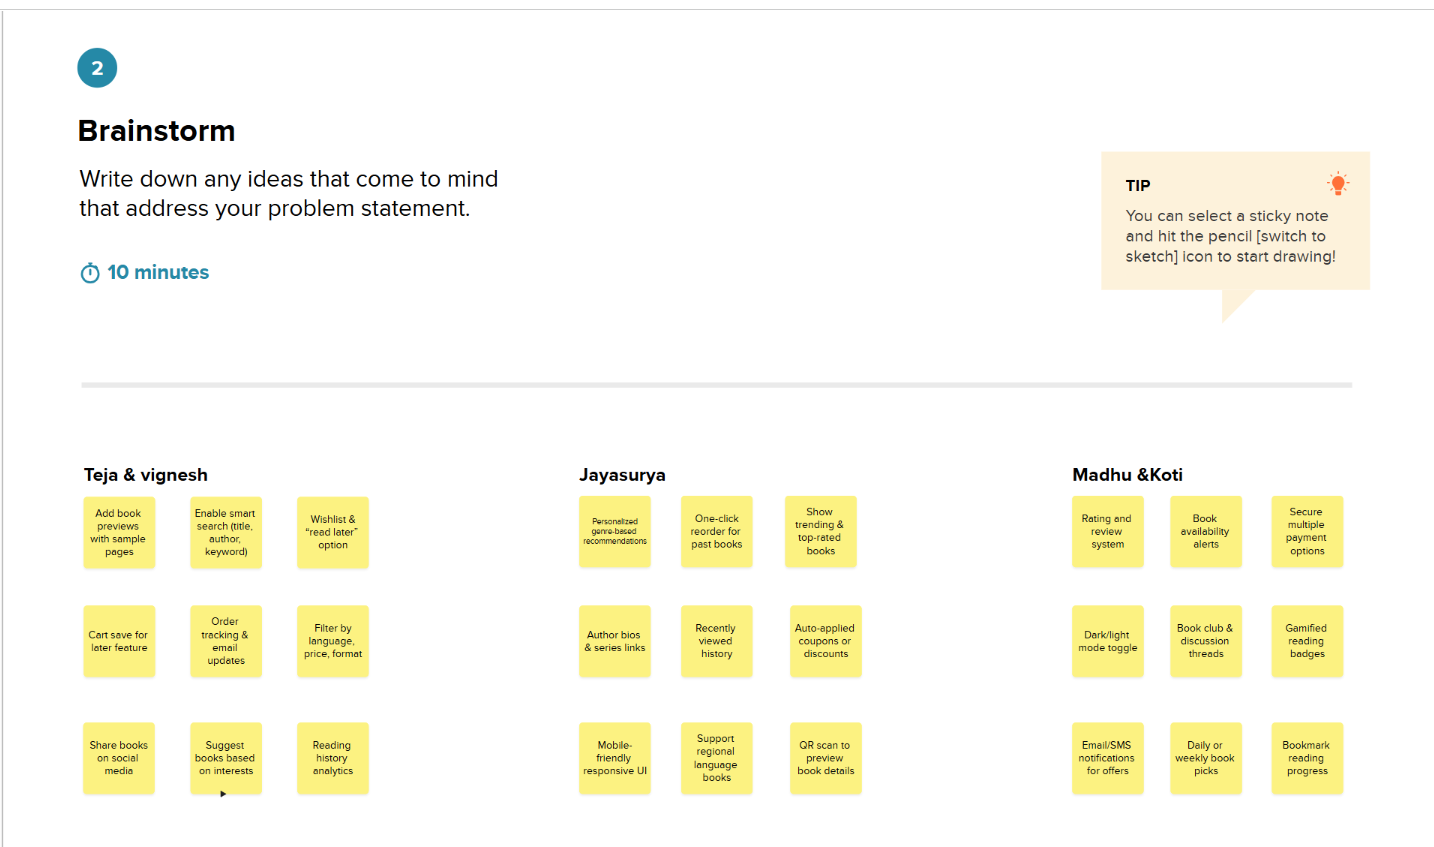 2
Brainstorm
Write down any ideas that come to mind
that address your problem statement.
10 minutes
TIP
You can select a sticky note
and hit the pencil [switch to
sketch] icon to start drawing!
Teja & vignesh
Add book
previews
with sample
pages
Enable smart
search (title,
author,
keyword)
Wishlist &
“read later”
option
Cart save for
later feature
Order
tracking &
email
updates
Filter by
language,
price, format
Share books
on social
media
Suggest
books based
on interests
Reading
history
analytics
Jayasurya
Personalized
genre-based
recommendations
One-click
reorder for
past books
Show
trending &
top-rated
books
Author bios
& series links
Recently
viewed
history
Auto-applied
coupons or
discounts
Mobile-
friendly
responsive UI
Support
regional
language
books
QR scan to
preview
book details
Madhu &Koti
Rating and
review
system
Book
availability
alerts
Secure
multiple
payment
options
Dark/light
mode toggle
Book club &
discussion
threads
Gamified
reading
badges
Email/SMS
notifications
for offers
Daily or
weekly book
picks
Bookmark
reading
progress